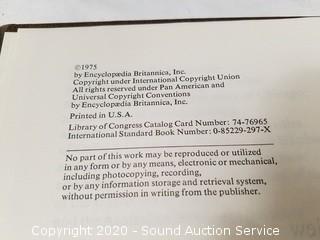 ©1975
by Encyclopædia Britannica, Inc.
Copyright under International Copyright Union
All rights reserved under Pan American and
Universal Copyright Conventions
by Encyclopædia Britannica, Inc.
Printed in U.S.A.
Library of Congress Catalog Card Number: 74-76965
International Standard Book Number: 0-85229-297-X
No part of this work may be reproduced or utilized
in any form or by any means, electronic or mechanical,
including photocopying, recording,
or by any information storage and retrieval system,
without permission in writing from the publisher.
Copyright 2020 - Sound Auction Service